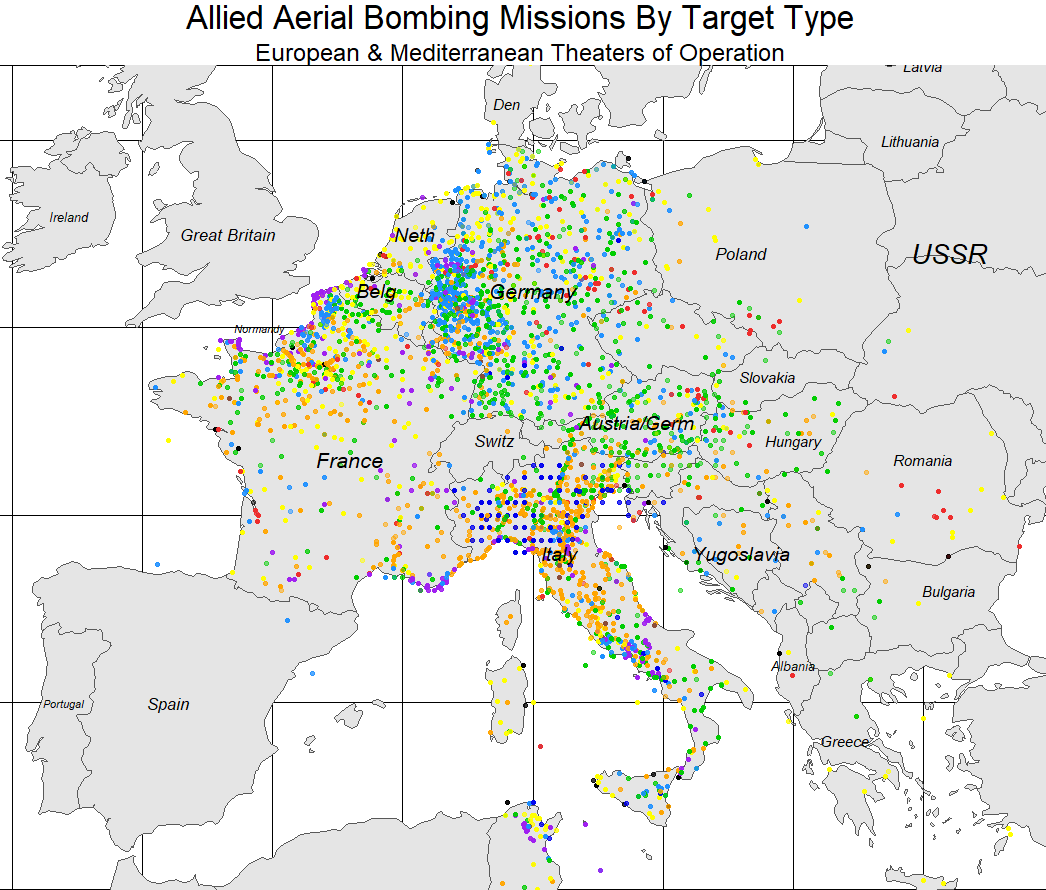 Allied Aerial Bombing Missions By Target Type
European & Mediterranean Theaters of Operation
Latvia
Den
Lithuania
Ireland
Great Britain
Neth
Poland
USSR
Belg
Germany
Normandy
Slovakia
Austria/Germ
Switz
Hungary
France
Romania
Italy
Yugoslavia
Bulgaria
Albania
Portugal
Spain
Greece